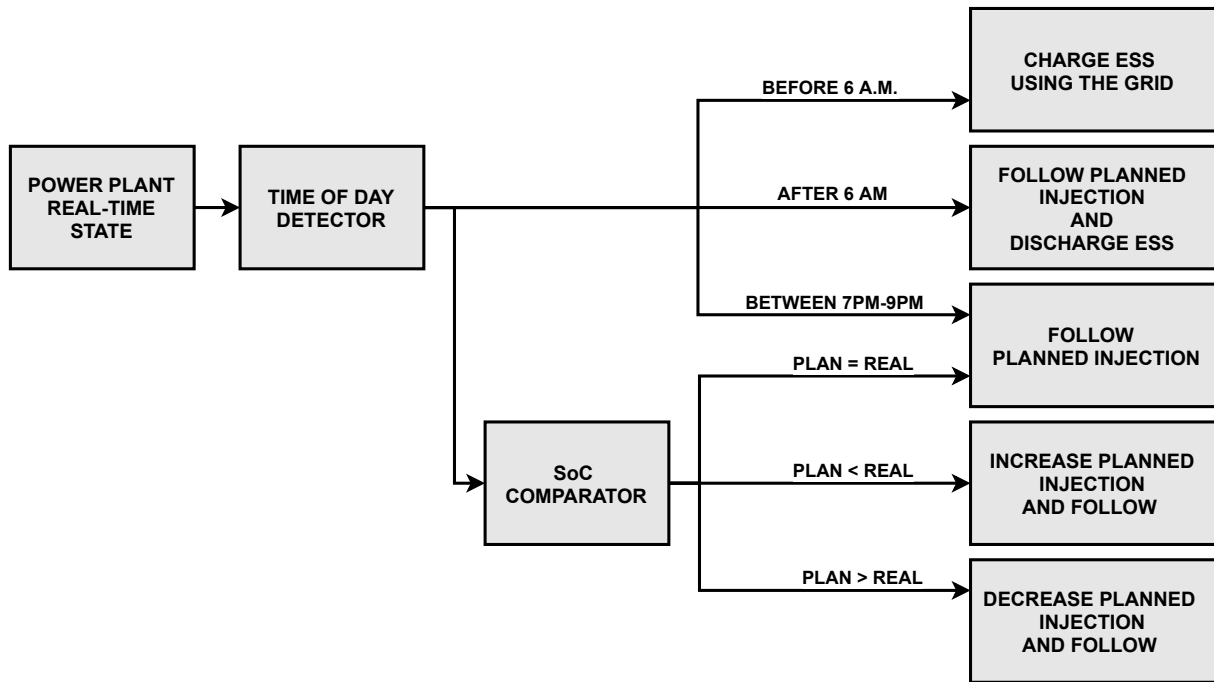 POWER PLANT
REAL-TIME
STATE
TIME OF DAY
DETECTOR
BEFORE 6 A.M.
CHARGE ESS
USING THE GRID
AFTER 6 AM
FOLLOW PLANNED
INJECTION
AND
DISCHARGE ESS
BETWEEN 7PM-9PM
FOLLOW
PLANNED INJECTION
PLAN = REAL
SoC
COMPARATOR
PLAN < REAL
INCREASE PLANNED
INJECTION
AND FOLLOW
PLAN > REAL
DECREASE PLANNED
INJECTION
AND FOLLOW